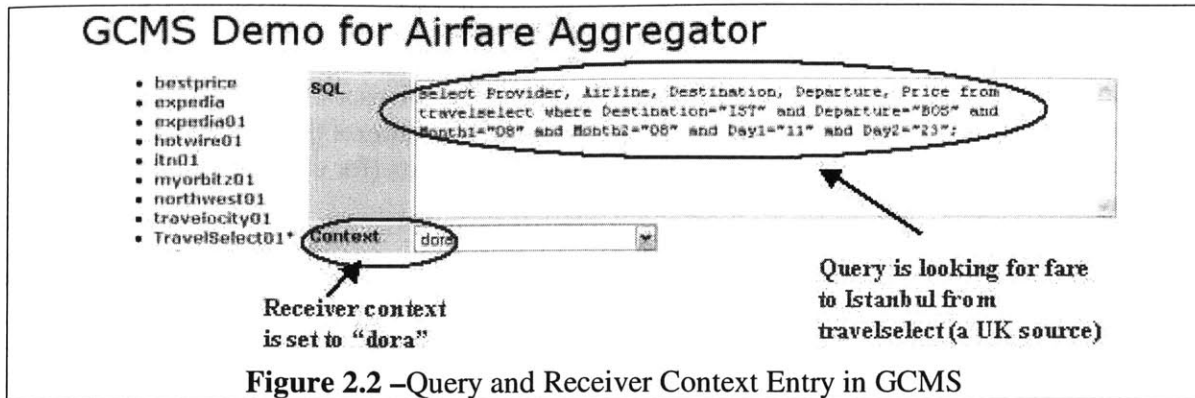 GCMS Demo for Airfare Aggregator
• bestprice
• expedia
• expedia01
• hotwire01
• itn01
• myorbitz01
• northwest01
• travelocity01
• TravelSelect01*
SQL
Select Provider, Airline, Destination, Departure, Price from
travelselect where Destination="IST" and Departure="BOS" and
Month1="08" and Month2="08" and Day1="11" and Day2="23";
Context
dora
Receiver context
is set to “dora”
Query is looking for fare
to Istanbul from
travelselect (a UK source)
Figure 2.2 –Query and Receiver Context Entry in GCMS